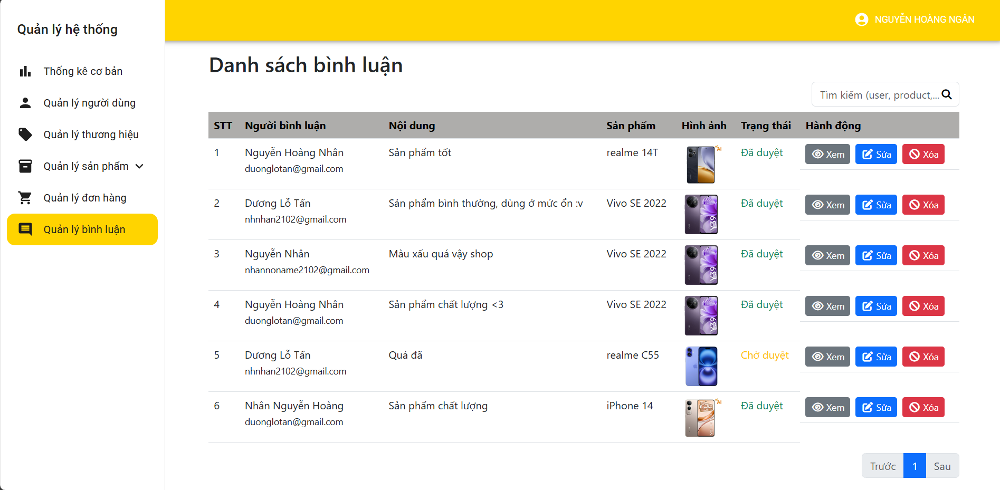 Quản lý hệ thống
NGUYỄN HOÀNG NGÂN
Thống kê cơ bản
Quản lý người dùng
Quản lý thương hiệu
Quản lý sản phẩm
Quản lý đơn hàng
Quản lý bình luận
Danh sách bình luận
Tìm kiếm (user, product,...
STT Người bình luận Nội dung Sản phẩm Hình ảnh Trạng thái Hành động
1 Nguyễn Hoàng Nhân Sản phẩm tốt realme 14T AI Đã duyệt Xem Sửa Xóa
duonglotan@gmail.com
2 Dương Lỗ Tấn Sản phẩm bình thường, dùng ở mức ổn :v Vivo SE 2022 Y39 Đã duyệt Xem Sửa Xóa
nhnhan2102@gmail.com
3 Nguyễn Nhân Màu xấu quá vậy shop Vivo SE 2022 Y39 Đã duyệt Xem Sửa Xóa
nhannoname2102@gmail.com
4 Nguyễn Hoàng Nhân Sản phẩm chất lượng <3 Vivo SE 2022 Y39 Đã duyệt Xem Sửa Xóa
duonglotan@gmail.com
5 Dương Lỗ Tấn Quá đã realme C55 Chờ duyệt Xem Sửa Xóa
nhnhan2102@gmail.com
6 Nhân Nguyễn Hoàng Sản phẩm chất lượng iPhone 14 AI Đã duyệt Xem Sửa Xóa
duonglotan@gmail.com
Trước 1 Sau